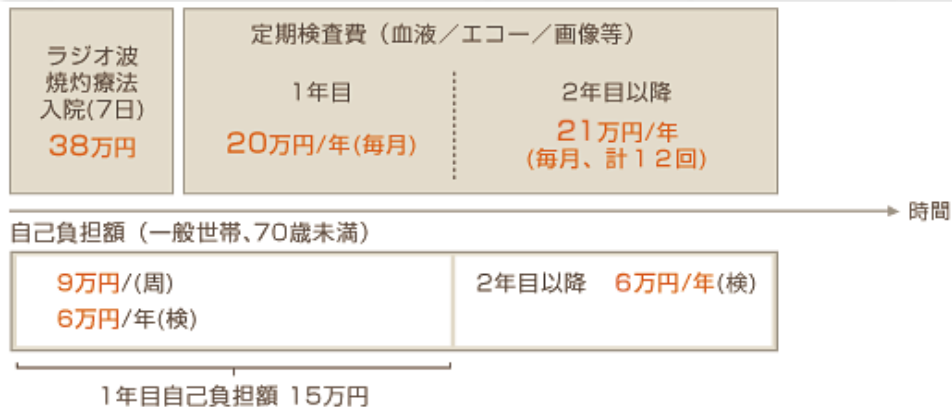 ラジオ波
焼灼療法
入院(7日)
38万円
定期検査費（血液／エコー／画像等）
1年目
20万円/年(毎月)
2年目以降
21万円/年
(毎月、計１２回)
時間
自己負担額（一般世帯、70歳未満）
9万円/(周)
6万円/年(検)
2年目以降 6万円/年(検)
1年目自己負担額 15万円